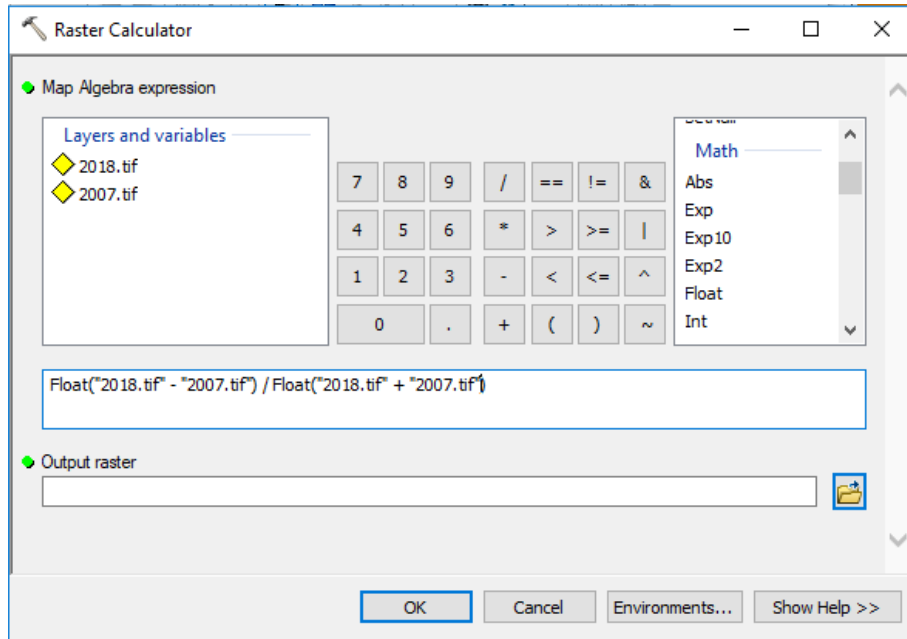 Raster Calculator
Map Algebra expression
Layers and variables
2018.tif
2007.tif
7 8 9 / == != &
4 5 6 * > >= |
1 2 3 - < <= ^
0 . + ( ) ~
Math
Abs
Exp
Exp10
Exp2
Float
Int
Float("2018.tif" - "2007.tif") / Float("2018.tif" + "2007.tif")
Output raster
OK Cancel Environments... Show Help >>